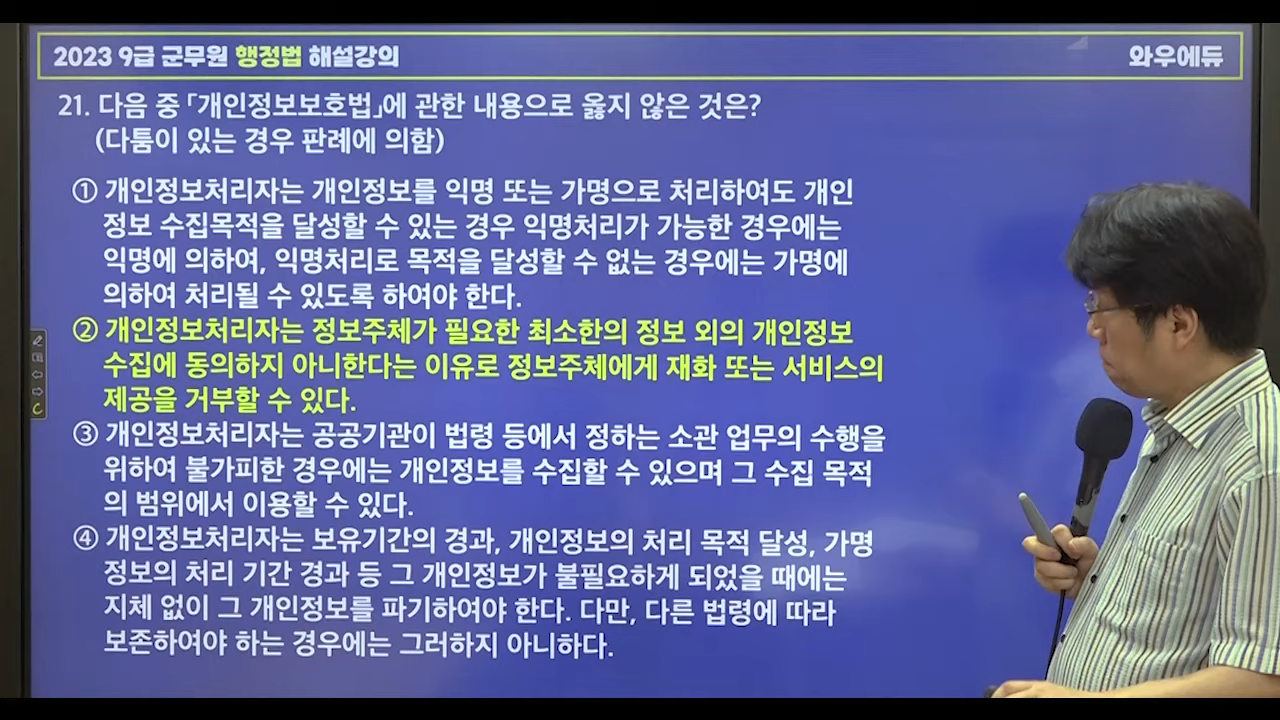 2023 9급 군무원 행정법 해설강의
와우에듀
21. 다음 중 「개인정보보호법」에 관한 내용으로 옳지 않은 것은?
(다툼이 있는 경우 판례에 의함)
① 개인정보처리자는 개인정보를 익명 또는 가명으로 처리하여도 개인
정보 수집목적을 달성할 수 있는 경우 익명처리가 가능한 경우에는
익명에 의하여, 익명처리로 목적을 달성할 수 없는 경우에는 가명에
의하여 처리될 수 있도록 하여야 한다.
② 개인정보처리자는 정보주체가 필요한 최소한의 정보 외의 개인정보
수집에 동의하지 아니한다는 이유로 정보주체에게 재화 또는 서비스의
제공을 거부할 수 있다.
③ 개인정보처리자는 공공기관이 법령 등에서 정하는 소관 업무의 수행을
위하여 불가피한 경우에는 개인정보를 수집할 수 있으며 그 수집 목적
의 범위에서 이용할 수 있다.
④ 개인정보처리자는 보유기간의 경과, 개인정보의 처리 목적 달성, 가명
정보의 처리 기간 경과 등 그 개인정보가 불필요하게 되었을 때에는
지체 없이 그 개인정보를 파기하여야 한다. 다만, 다른 법령에 따라
보존하여야 하는 경우에는 그러하지 아니하다.